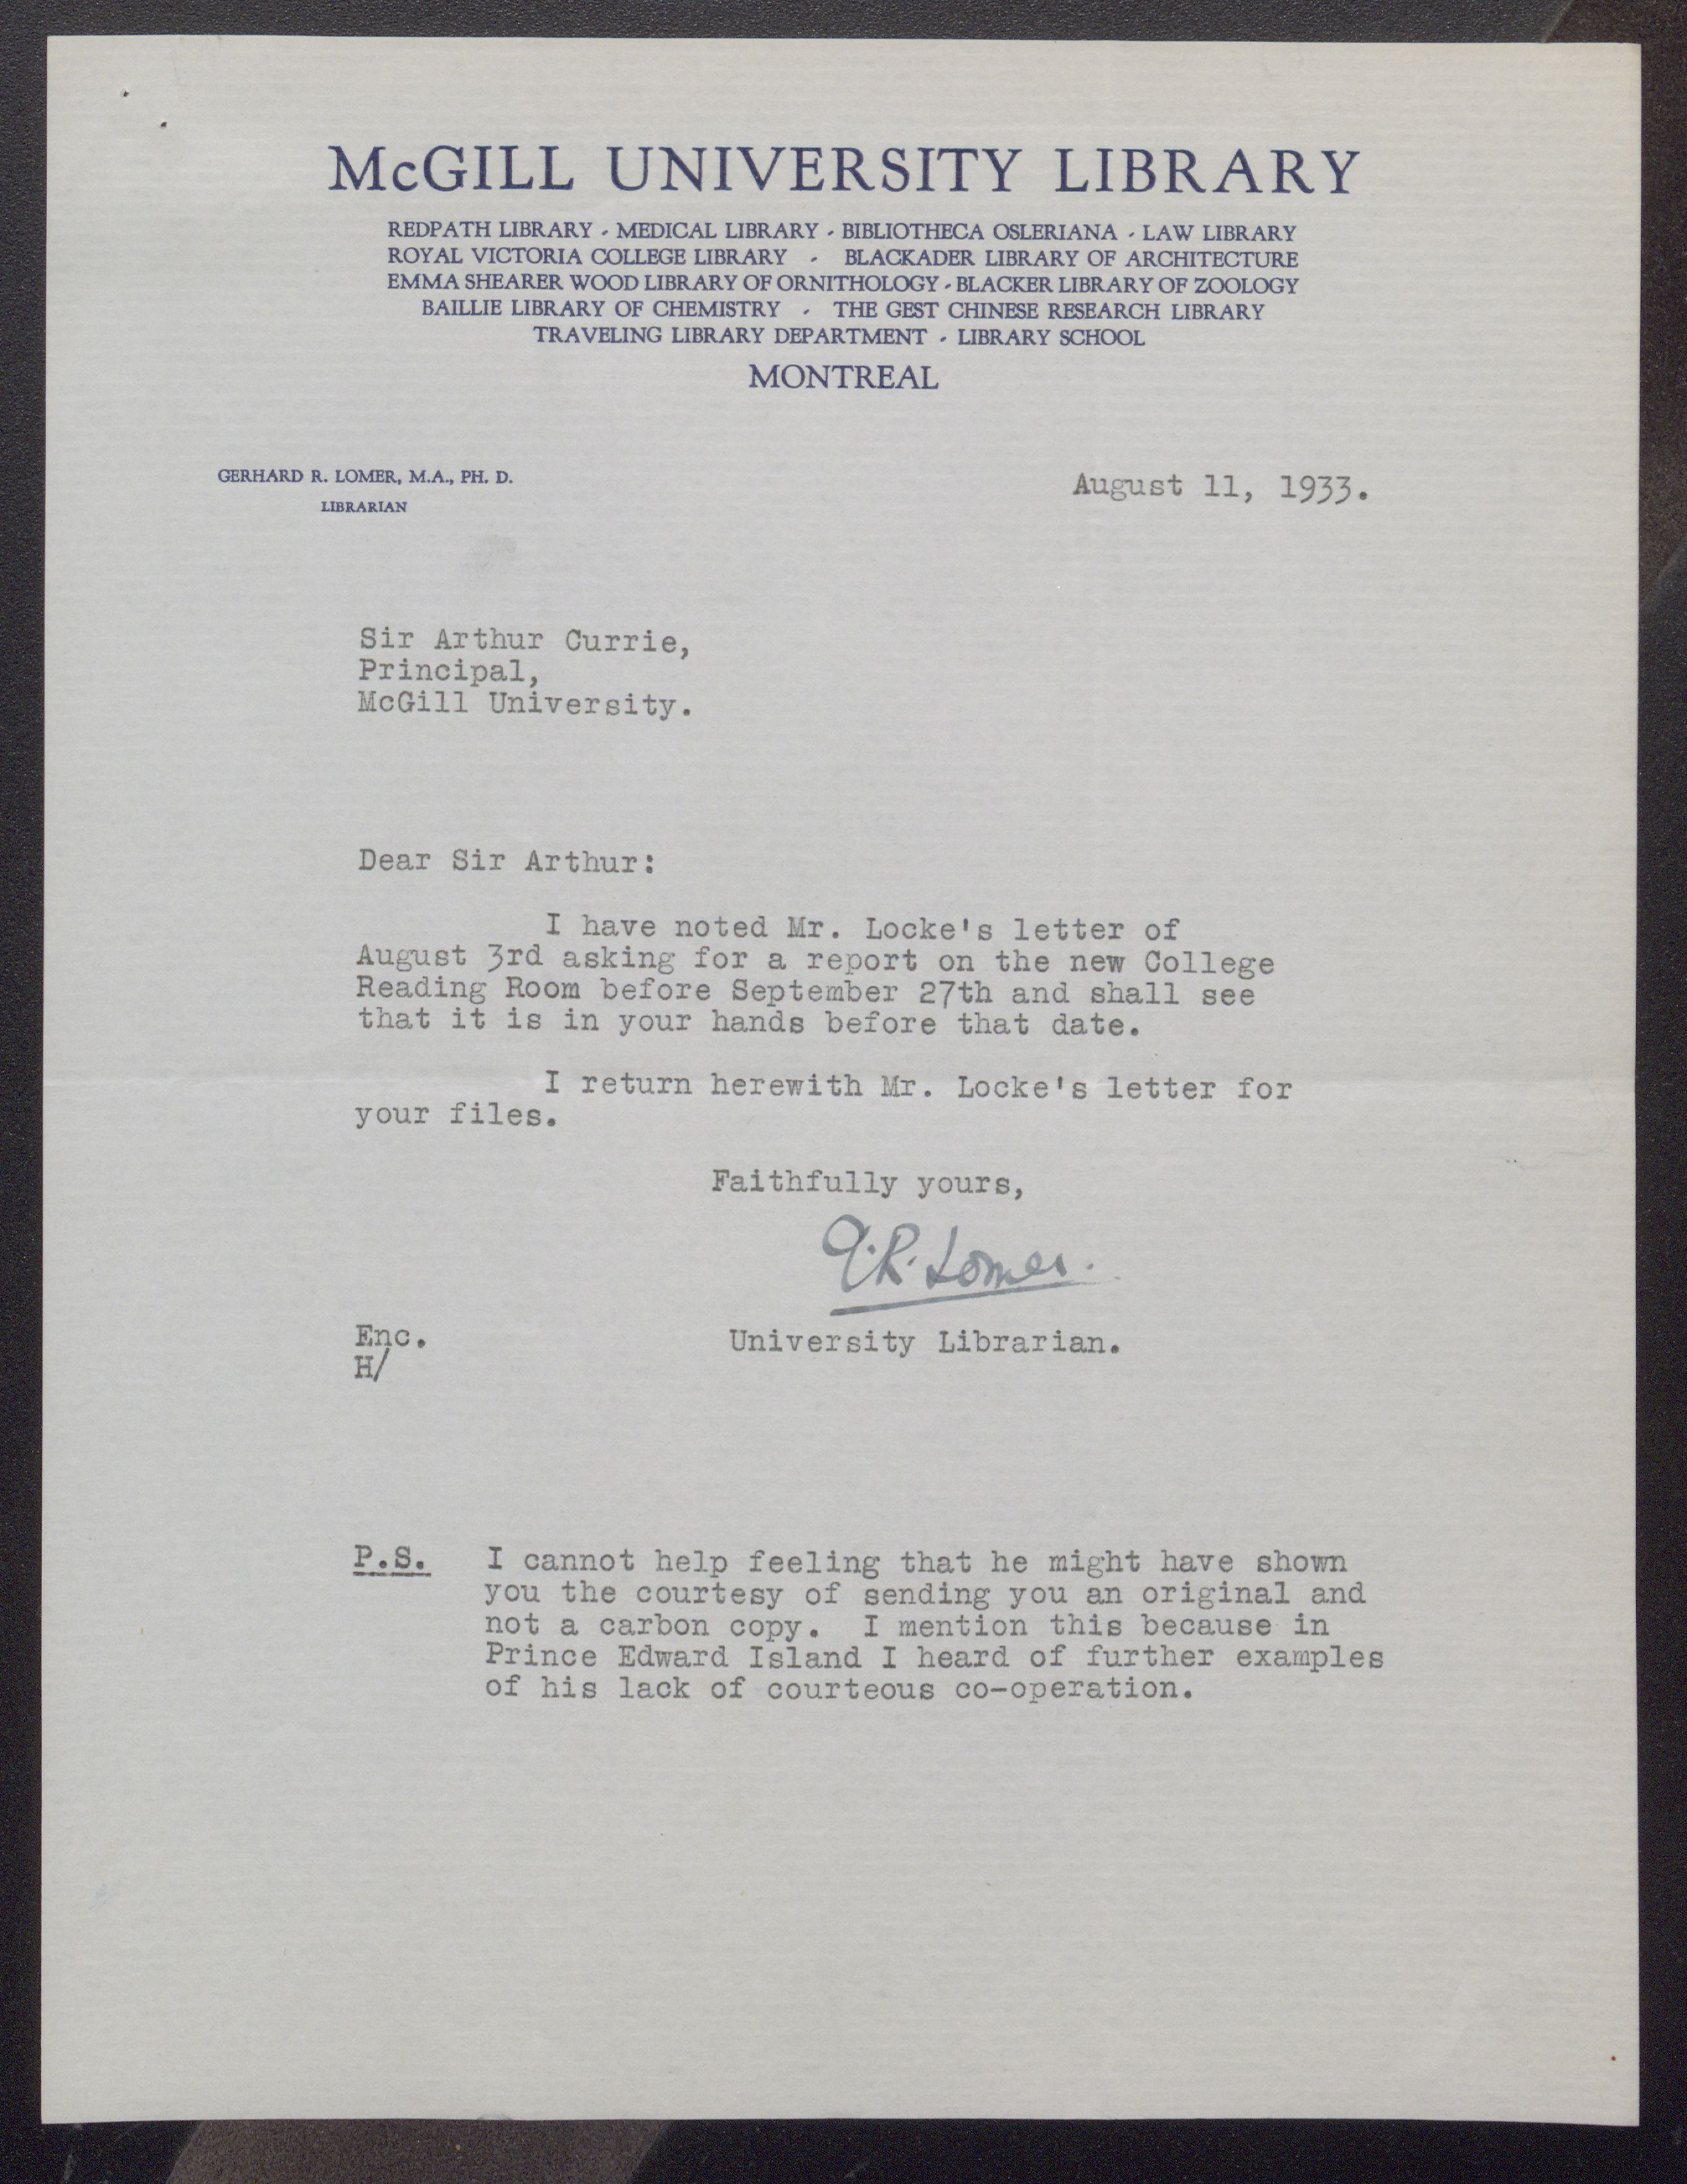 McGILL UNIVERSITY LIBRARY
REDPATH LIBRARY - MEDICAL LIBRARY - BIBLIOTHECA OSLERIANA - LAW LIBRARY
ROYAL VICTORIA COLLEGE LIBRARY - BLACKADER LIBRARY OF ARCHITECTURE
EMMA SHEARER WOOD LIBRARY OF ORNITHOLOGY - BLACKER LIBRARY OF ZOOLOGY
BAILLIE LIBRARY OF CHEMISTRY - THE GEST CHINESE RESEARCH LIBRARY
TRAVELING LIBRARY DEPARTMENT - LIBRARY SCHOOL
MONTREAL
GERHARD R. LOMER, M.A., PH. D.
LIBRARIAN
August 11, 1933.
Sir Arthur Currie,
Principal,
McGill University.
Dear Sir Arthur:
I have noted Mr. Locke's letter of
August 3rd asking for a report on the new College
Reading Room before September 27th and shall see
that it is in your hands before that date.
I return herewith Mr. Locke's letter for
your files.
Faithfully yours,
G.R. Lomer.
Enc. University Librarian.
H/
P.S. I cannot help feeling that he might have shown
you the courtesy of sending you an original and
not a carbon copy. I mention this because in
Prince Edward Island I heard of further examples
of his lack of courteous co-operation.